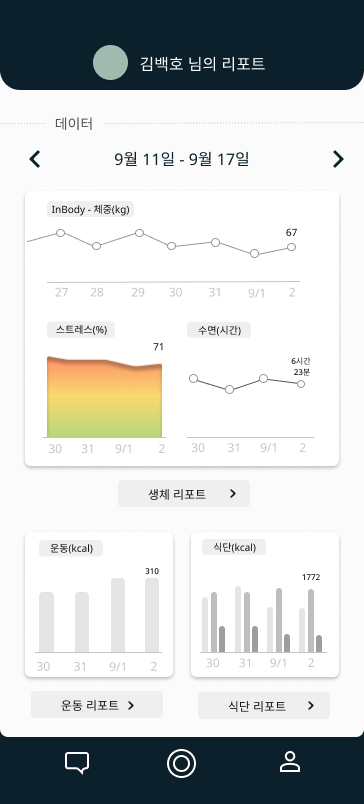 김백호 님의 리포트
데이터
9월 11일 - 9월 17일
InBody - 체중(kg)
67
27 28 29 30 31 9/1 2
스트레스(%)
71
30 31 9/1 2
수면(시간)
6시간
23분
30 31 9/1 2
생체 리포트
운동(kcal)
310
30 31 9/1 2
식단(kcal)
1772
30 31 9/1 2
운동 리포트
식단 리포트